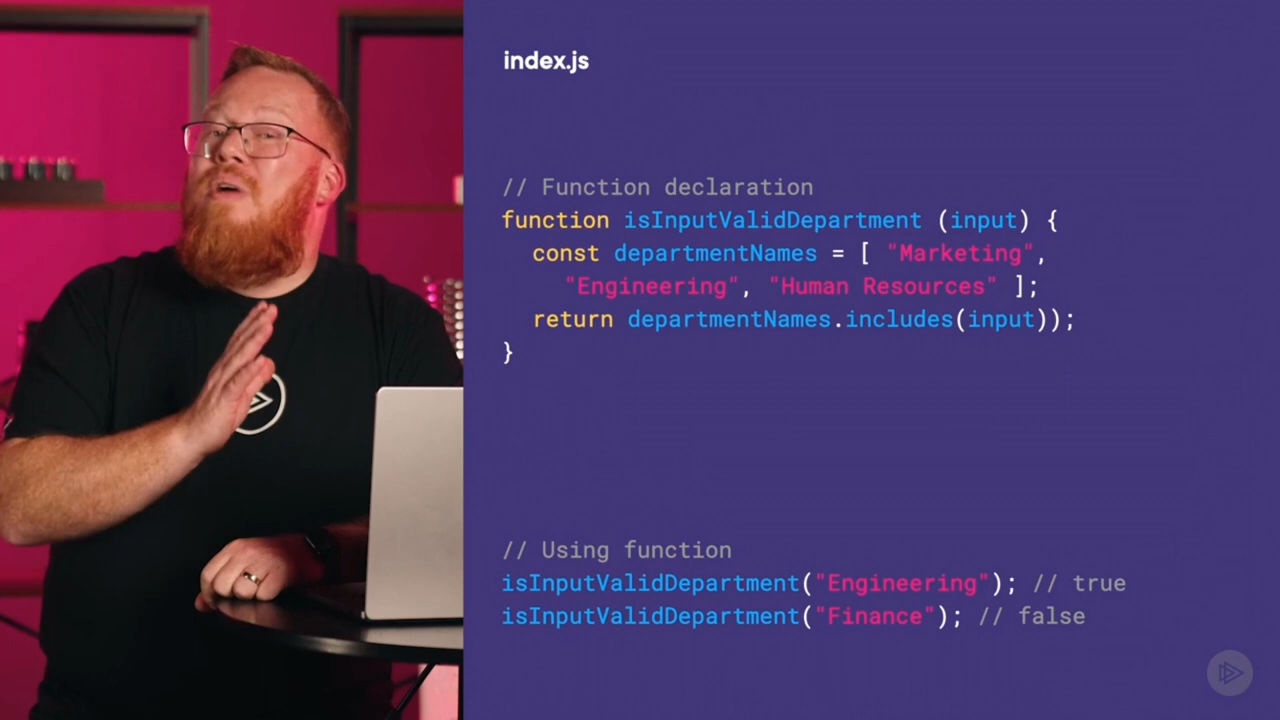 index.js
// Function declaration
function isInputValidDepartment (input) {
const departmentNames = [ "Marketing",
"Engineering", "Human Resources" ];
return departmentNames.includes(input));
}
// Using function
isInputValidDepartment("Engineering"); // true
isInputValidDepartment("Finance"); // false